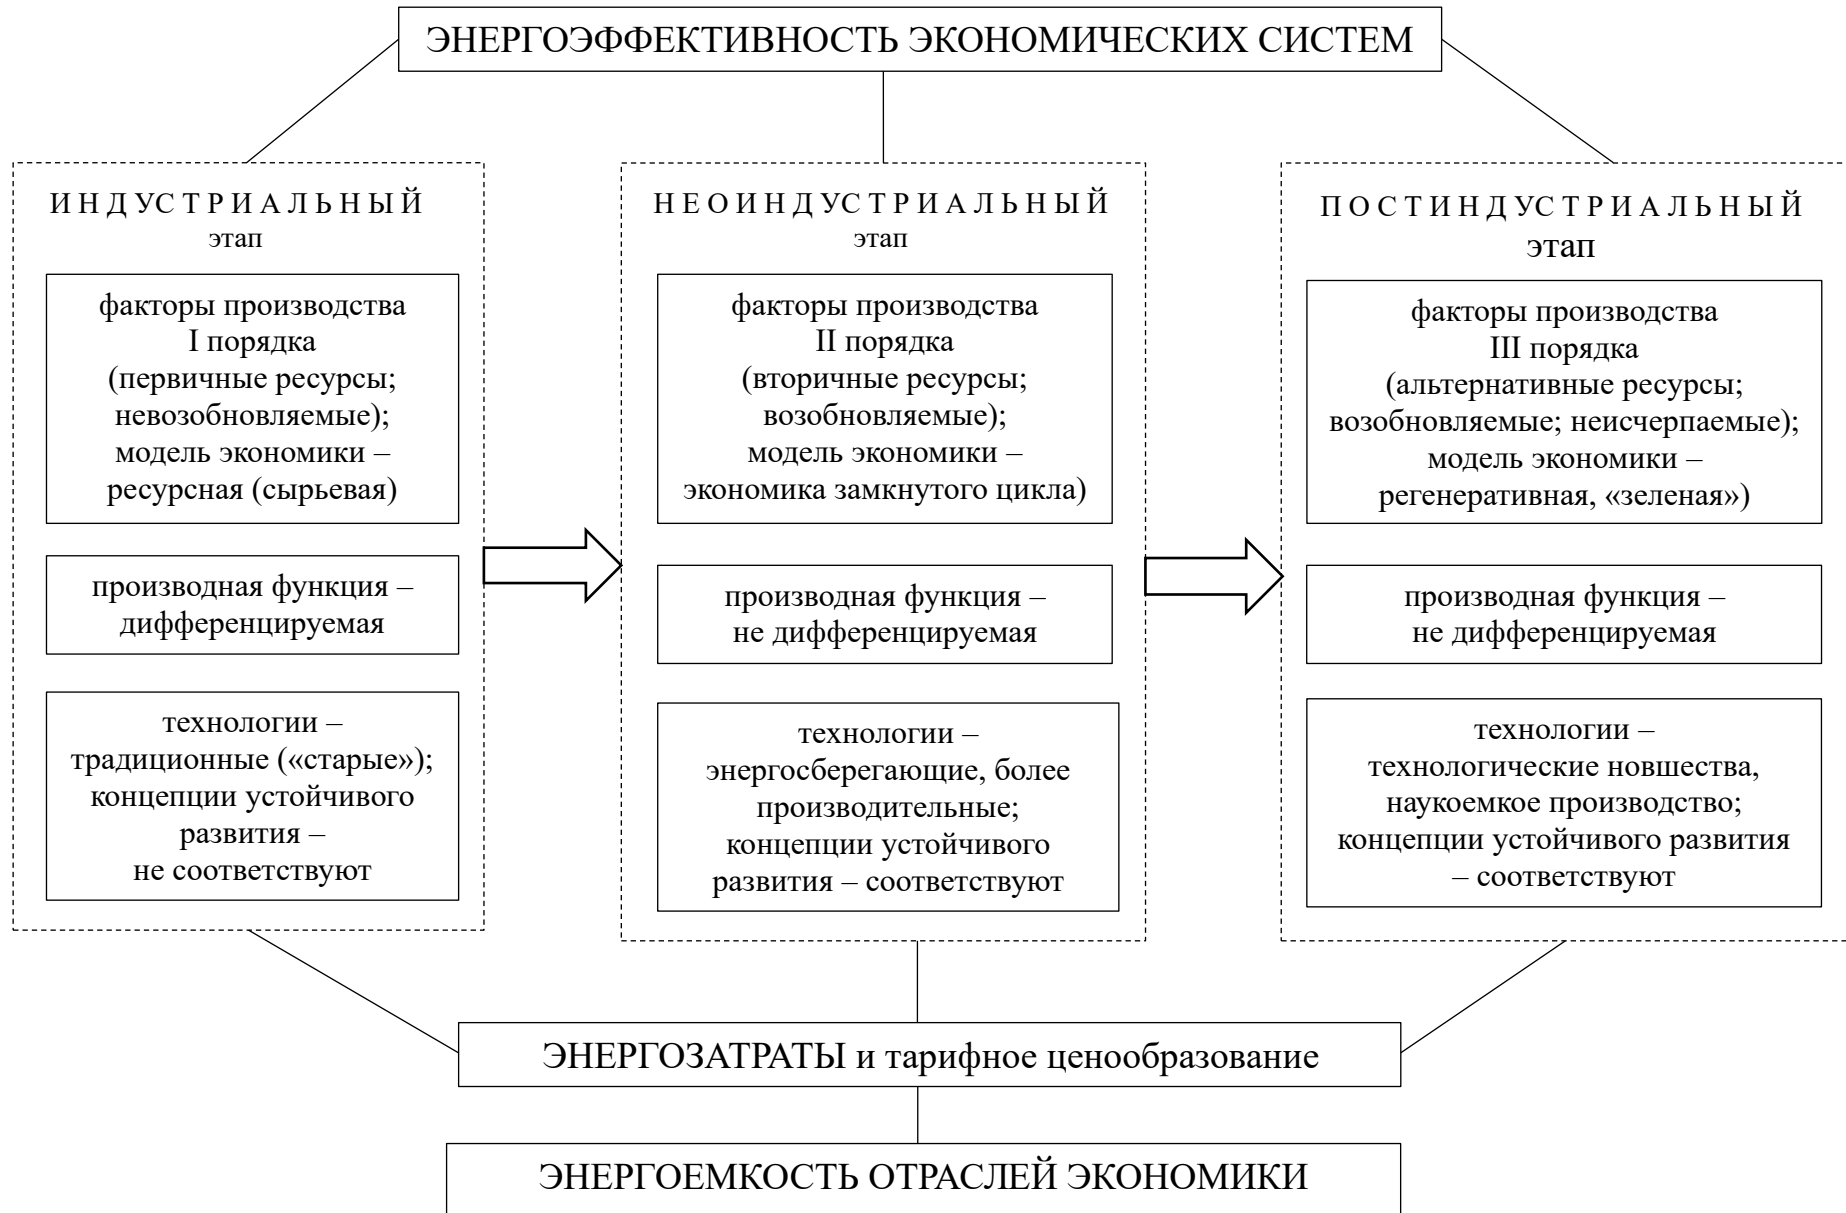 ЭНЕРГОЭФФЕКТИВНОСТЬ ЭКОНОМИЧЕСКИХ СИСТЕМ
ИНДУСТРИАЛЬНЫЙ
этап
факторы производства
I порядка
(первичные ресурсы;
невозобновляемые);
модель экономики –
ресурсная (сырьевая)
производная функция –
дифференцируемая
технологии –
традиционные («старые»);
концепции устойчивого
развития –
не соответствуют
НЕОИНДУСТРИАЛЬНЫЙ
этап
факторы производства
II порядка
(вторичные ресурсы;
возобновляемые);
модель экономики –
экономика замкнутого цикла)
производная функция –
не дифференцируемая
технологии –
энергосберегающие, более
производительные;
концепции устойчивого
развития – соответствуют
ПОСТИНДУСТРИАЛЬНЫЙ
этап
факторы производства
III порядка
(альтернативные ресурсы;
возобновляемые; неисчерпаемые);
модель экономики –
регенеративная, «зеленая»)
производная функция –
не дифференцируемая
технологии –
технологические новшества,
наукоемкое производство;
концепции устойчивого развития
– соответствуют
ЭНЕРГОЗАТРАТЫ и тарифное ценообразование
ЭНЕРГОЕМКОСТЬ ОТРАСЛЕЙ ЭКОНОМИКИ